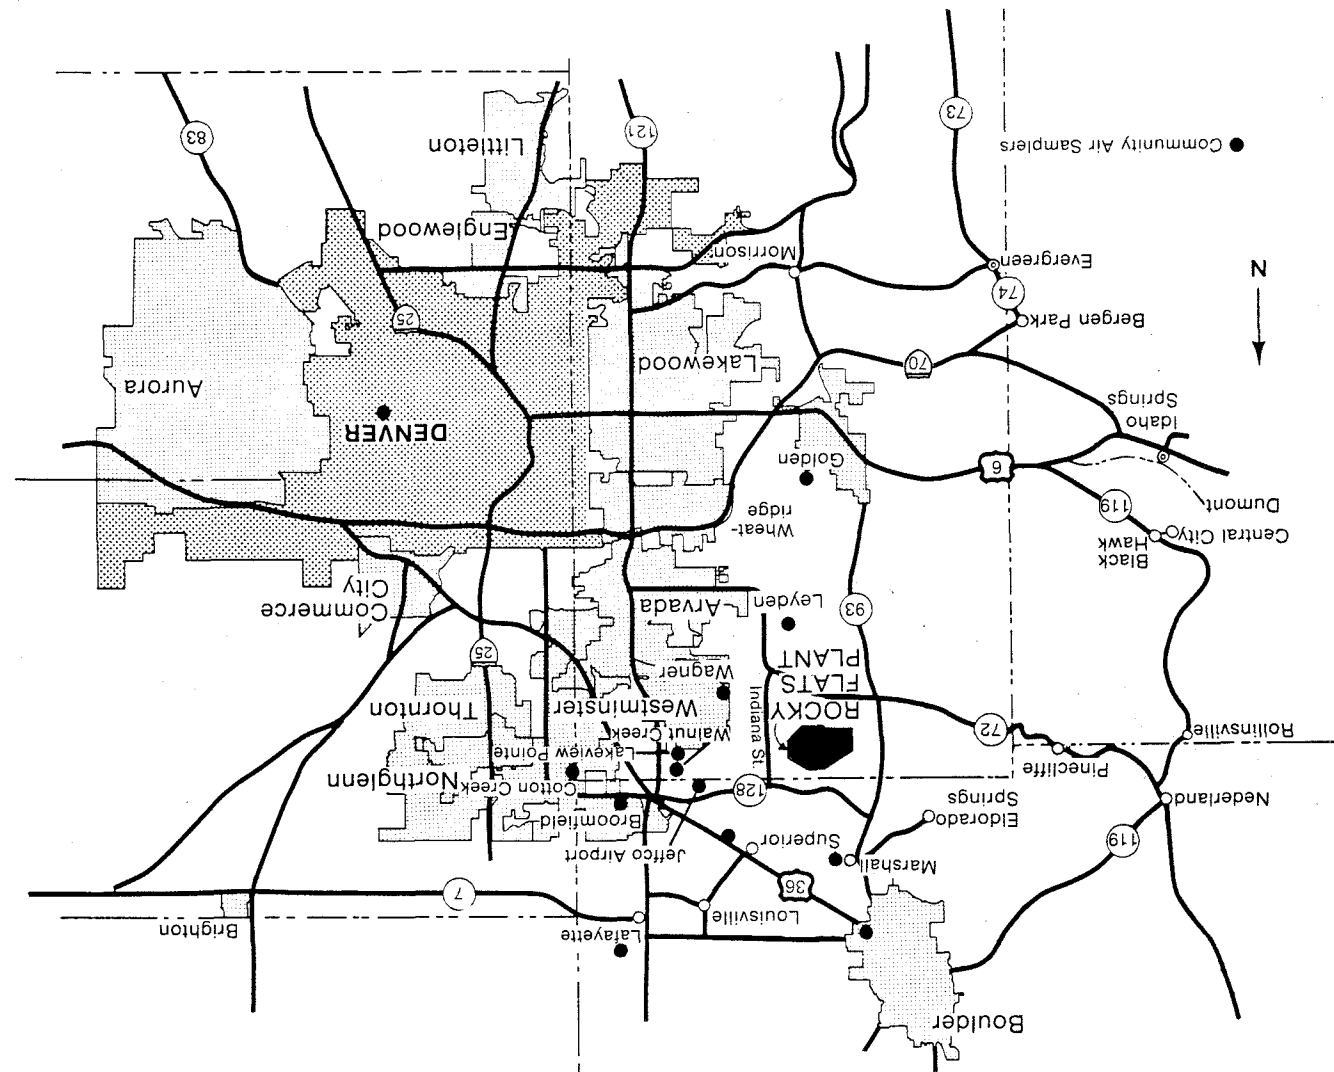 Boulder
Lafayette
Brighton
Louisville
7
36
Marshall
Superior
Jeffco Airport
119
Eldorado
Springs
Broomfield
Nederland
128
Cotton Creek
Northglenn
Pinecliffe
Lakeview Pointe
Rollinsville
72
Walnut Creek
ROCKY
FLATS
PLANT
Indiana St.
Westminster
Thornton
Wagner
25
Leyden
93
Arvada
Commerce
City
Black
Hawk
Central City
Wheat-
ridge
Dumont
119
6
Golden
DENVER
Idaho
Springs
Aurora
70
Lakewood
Bergen Park
25
74
N
Evergreen
Morrison
Englewood
Community Air Samplers
Littleton
83
121
73